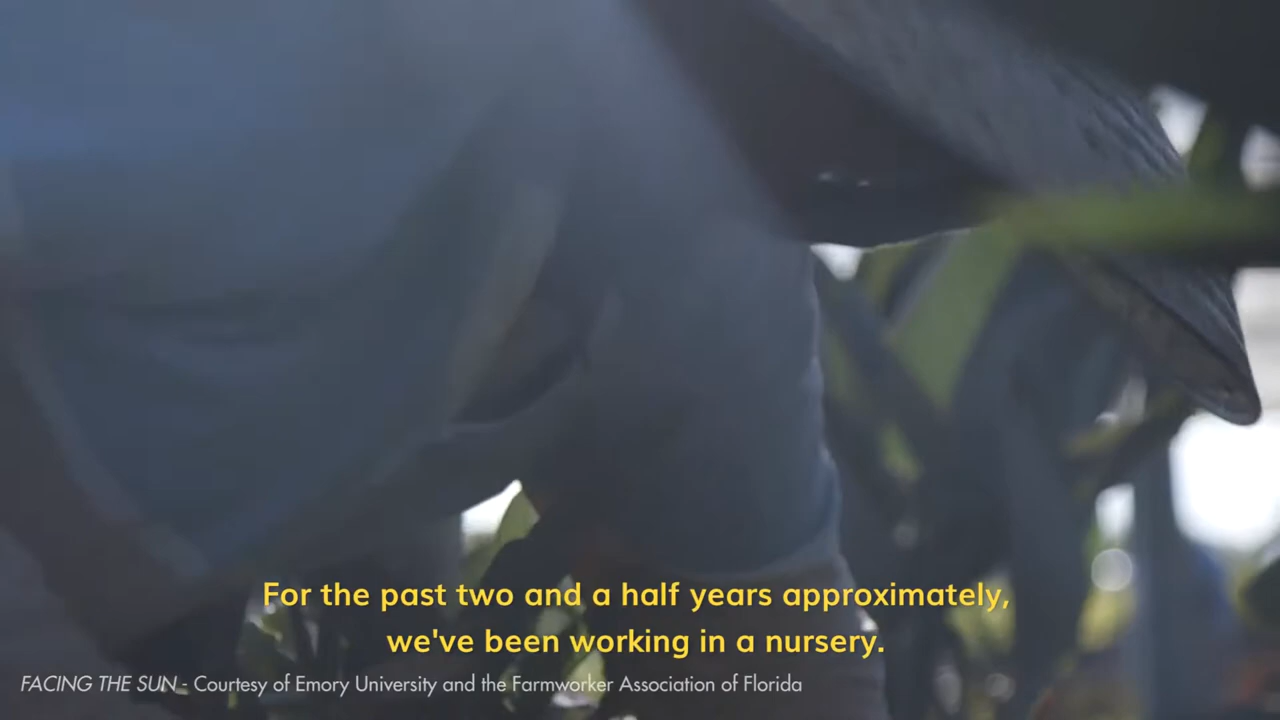 For the past two and a half years approximately,
we've been working in a nursery.
FACING THE SUN - Courtesy of Emory University and the Farmworker Association of Florida